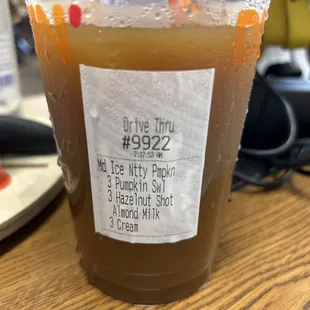 Drive Thru
#9922
7:17:53 AM
Md Ice Ntty Pmpkn
2 Pumpkin Swl
3 Hazelnut Shot
Almond Milk
3 Cream